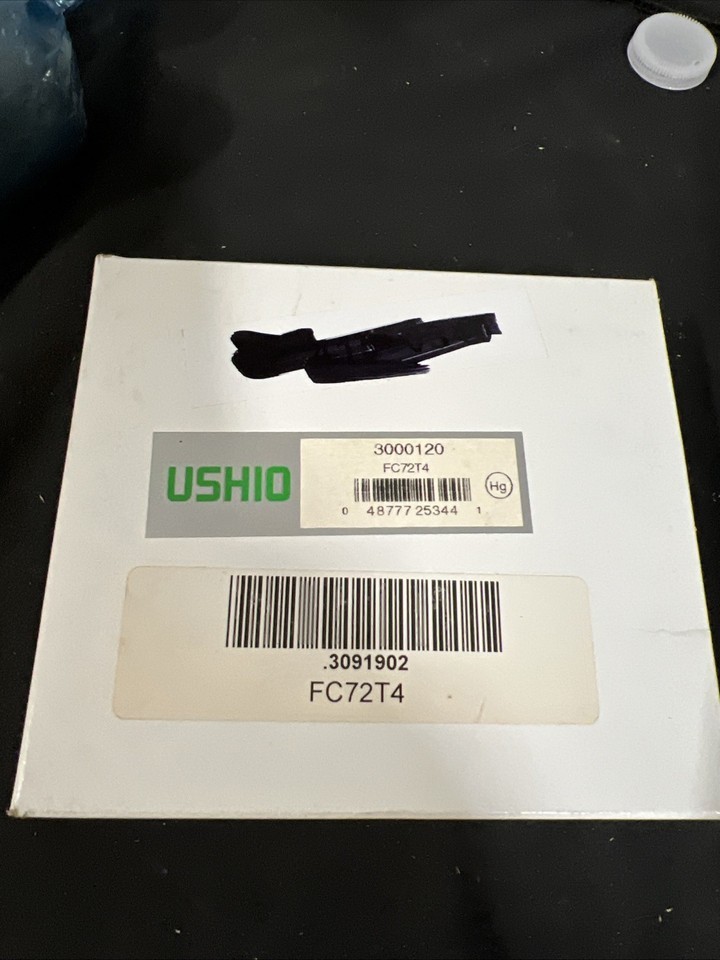 USHIO
3000120
FC72T4
Hg
0 48777 25344 1
.3091902
FC72T4